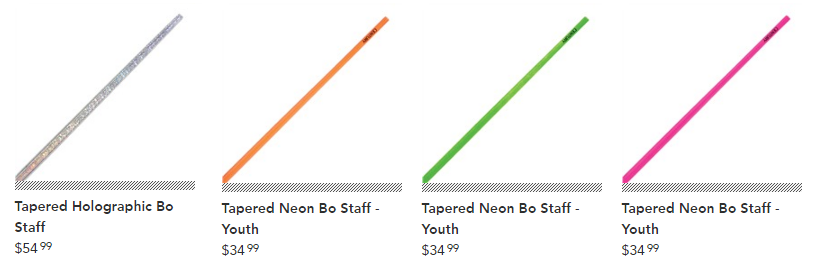 Tapered Holographic Bo
Staff
$54 99
Tapered Neon Bo Staff -
Youth
$34 99
Tapered Neon Bo Staff -
Youth
$34 99
Tapered Neon Bo Staff -
Youth
$34 99